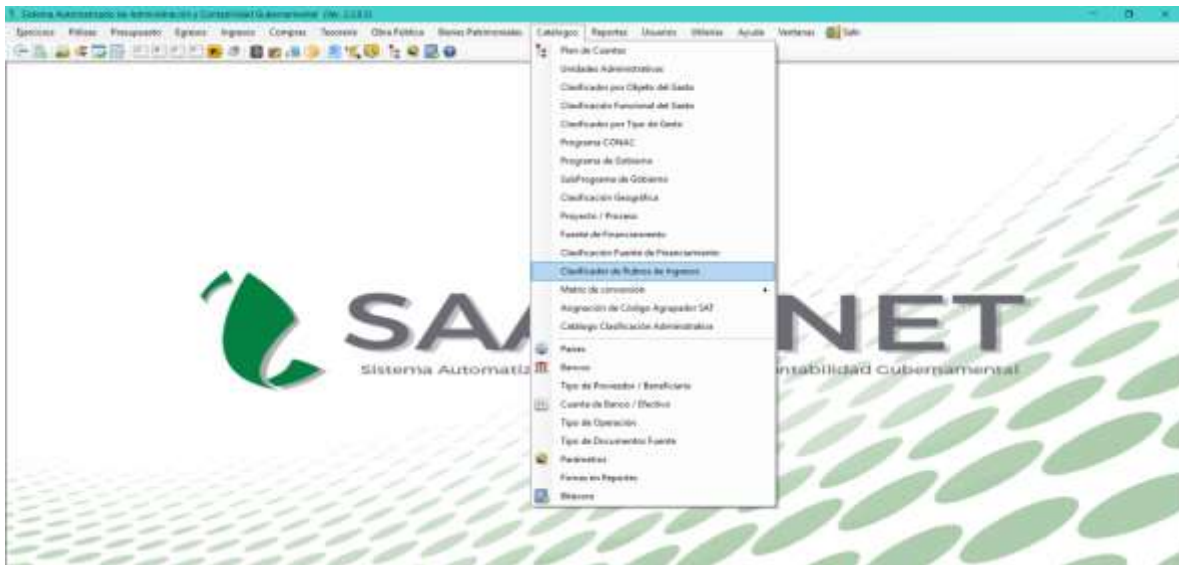 Sistema Automatizado de Administración y Contabilidad Gubernamental (Ver.
Ejercicios Pólizas Presupuesto Egresos Ingresos Compras Tesorería Obra Pública Bienes Patrimoniales Catálogos Reportes Usuarios Utilerías Ayuda Ventanas Salir
Plan de Cuentas
Unidades Administrativas
Clasificador por Objeto del Gasto
Clasificación Funcional del Gasto
Clasificador por Tipo de Gasto
Programa CONAC
Programa de Gobierno
SubPrograma de Gobierno
Clasificación Geográfica
Proyecto / Proceso
Fuente de Financiamiento
Clasificación Fuente de Financiamiento
Clasificador de Rubros de Ingresos
Matriz de conversión
Asignación de Código Agrupador SAT
Catálogo Clasificación Administrativa
SAA NET
Países
Sistema Automatiz ntabilidad Gubernamental
Bancos
Tipo de Proveedor / Beneficiario
Cuenta de Banco / Efectivo
Tipo de Operación
Tipo de Documentos Fuente
Parámetros
Firmas en Reportes
Bitácora